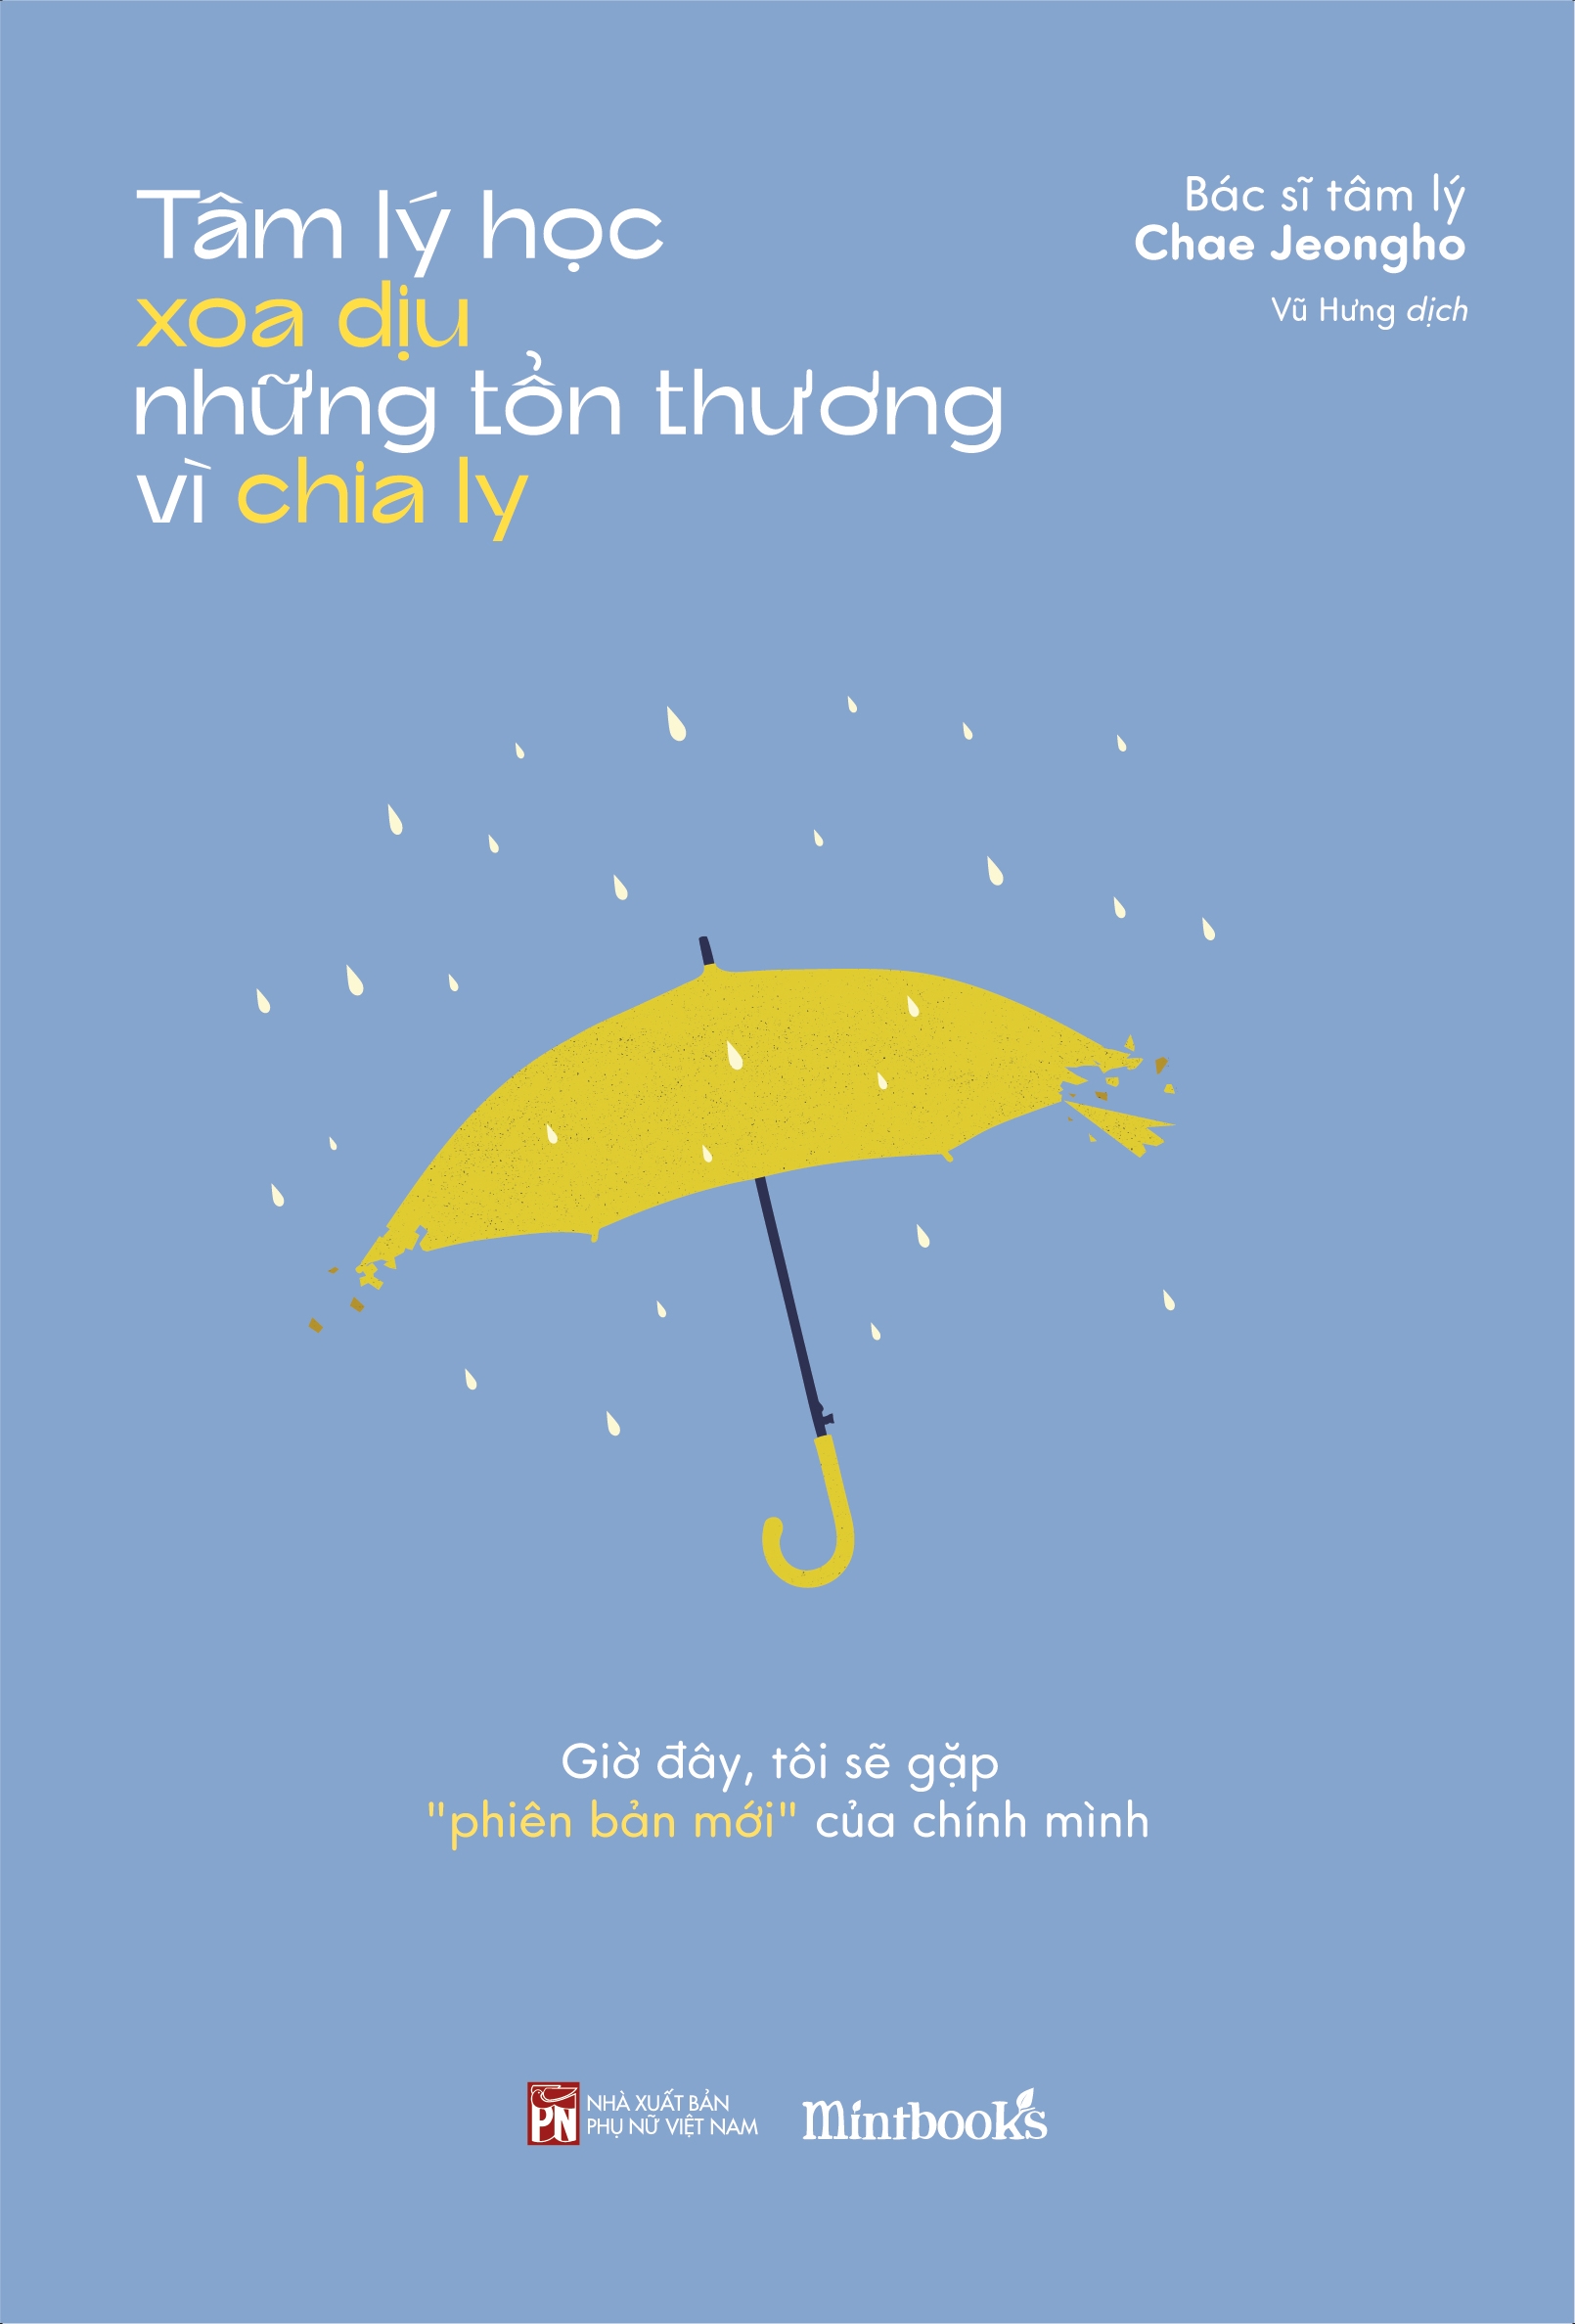 Tâm lý học
xoa dịu
những tổn thương
vì chia ly
Bác sĩ tâm lý
Chae Jeongho
Vũ Hưng dịch
Giờ đây, tôi sẽ gặp
"phiên bản mới" của chính mình
PN
NHÀ XUẤT BẢN
PHỤ NỮ VIỆT NAM
mintbooks